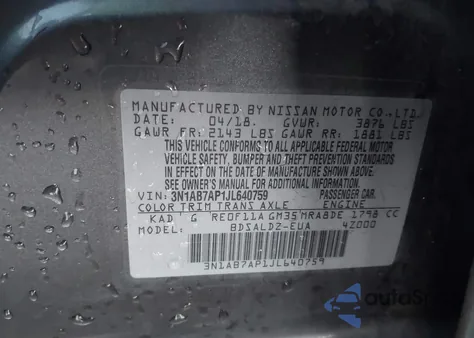 MANUFACTURED BY NISSAN MOTOR CO.,LTD.
DATE: 04/18. GVWR: 3876 LBS
GAWR FR: 2143 LBS GAWR RR: 1881 LBS
THIS VEHICLE CONFORMS TO ALL APPLICABLE FEDERAL MOTOR
VEHICLE SAFETY, BUMPER AND THEFT PREVENTION STANDARDS
IN EFFECT ON THE DATE OF MANUFACTURE SHOWN ABOVE.
SEE OWNER'S MANUAL FOR ADDITIONAL INFORMATION.
VIN: 3N1AB7AP1JL640759 PASSENGER CAR.
COLOR TRIM TRANS AXLE ENGINE
KAD G RE0F11A GM35 MRA8DE 1798 CC
MODEL: BDSALDZ-EUA 42000
3N1AB7AP1JL640759